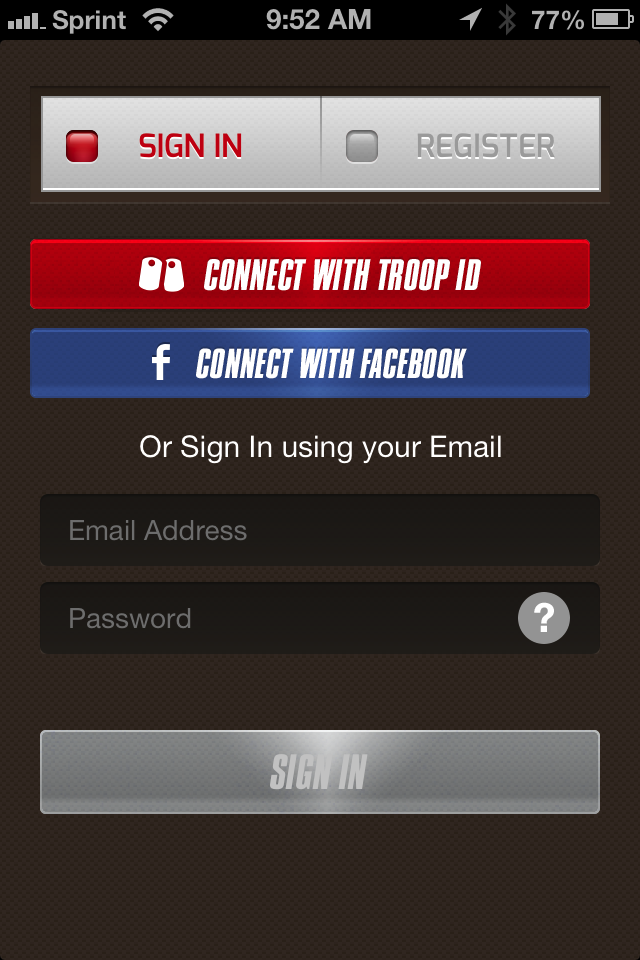 Sprint 9:52 AM 77%
SIGN IN REGISTER
CONNECT WITH TROOP ID
f CONNECT WITH FACEBOOK
Or Sign In using your Email
Email Address
Password ?
SIGN IN